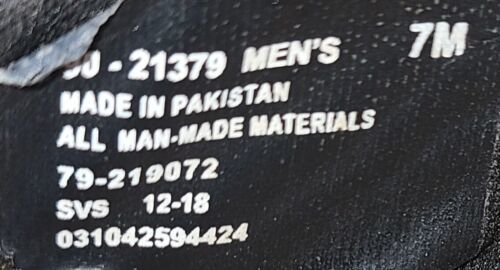 - 21379 MEN'S 7M
MADE IN PAKISTAN
ALL MAN-MADE MATERIALS
79-219072
SVS 12-18
031042594424